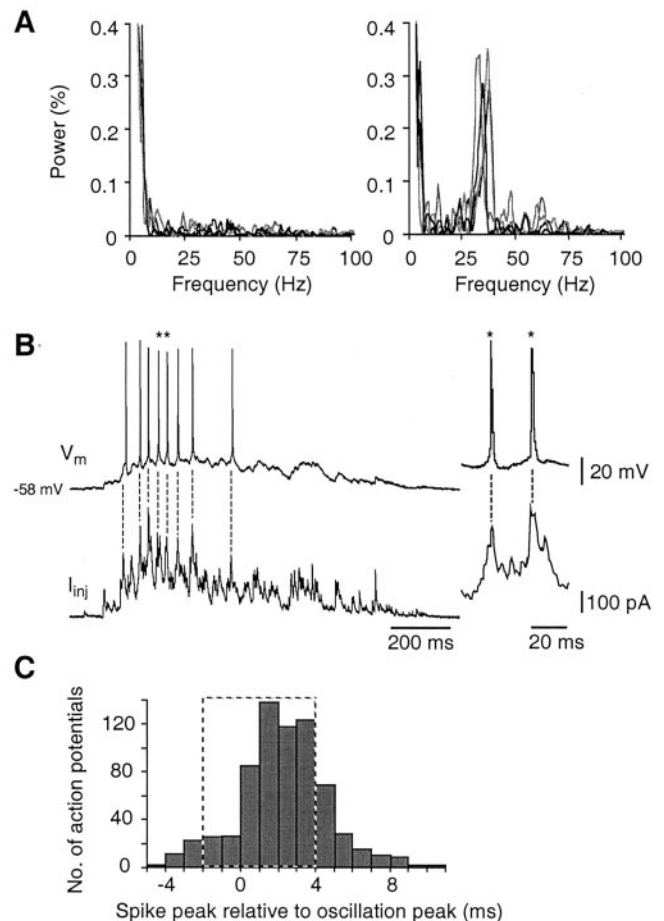 A
0.4
0.3
0.2
0.1
0
Power (%)
0 25 50 75 100
Frequency (Hz)
0.4
0.3
0.2
0.1
0
0 25 50 75 100
Frequency (Hz)
B
**
* *
Vm
-58 mV
20 mV
Iinj
100 pA
200 ms
20 ms
C
120
80
40
0
No. of action potentials
-4 0 4 8
Spike peak relative to oscillation peak (ms)